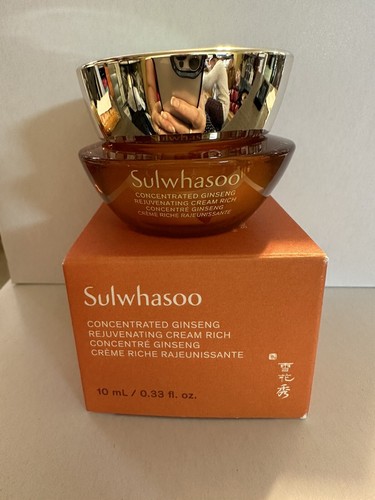 Sulwhasoo
CONCENTRATED GINSENG
REJUVENATING CREAM RICH
CONCENTRÉ GINSENG
CRÈME RICHE RAJEUNISSANTE
Sulwhasoo
CONCENTRATED GINSENG
REJUVENATING CREAM RICH
CONCENTRÉ GINSENG
CRÈME RICHE RAJEUNISSANTE
10 mL / 0.33 fl. oz.
雪花秀